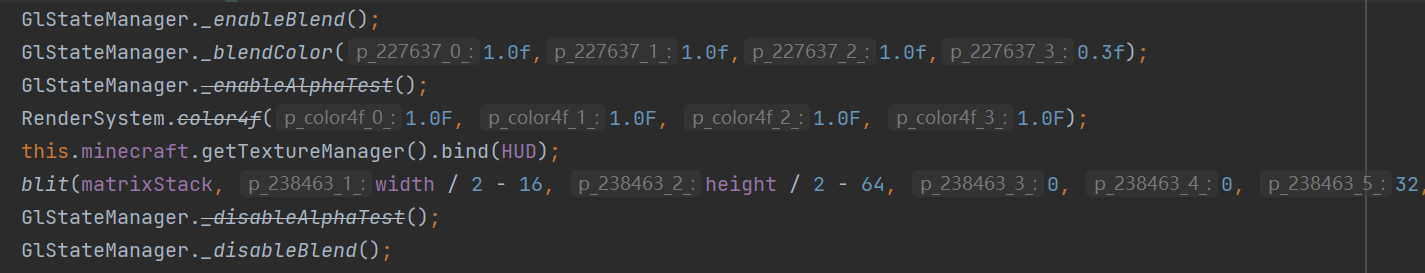 GlStateManager._enableBlend();
GlStateManager._blendColor( p_227637_0_: 1.0f, p_227637_1_: 1.0f, p_227637_2_: 1.0f, p_227637_3_: 0.3f);
GlStateManager._enableAlphaTest();
RenderSystem.color4f( p_color4f_0_: 1.0F, p_color4f_1_: 1.0F, p_color4f_2_: 1.0F, p_color4f_3_: 1.0F);
this.minecraft.getTextureManager().bind(HUD);
blit(matrixStack, p_238463_1_: width / 2 - 16, p_238463_2_: height / 2 - 64, p_238463_3_: 0, p_238463_4_: 0, p_238463_5_: 32,
GlStateManager._disableAlphaTest();
GlStateManager._disableBlend();